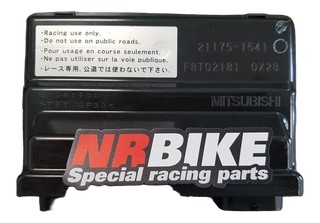 ・Racing use only.
・Do not use on public roads.
・Pour usage en course seulement.
・Ne pas utiliser sur la voie publique.
・レース専用、公道では使わないで下さい。
21175-1541
F8TG2181 0X28
MITSUBISHI
NRBIKE
Special racing parts